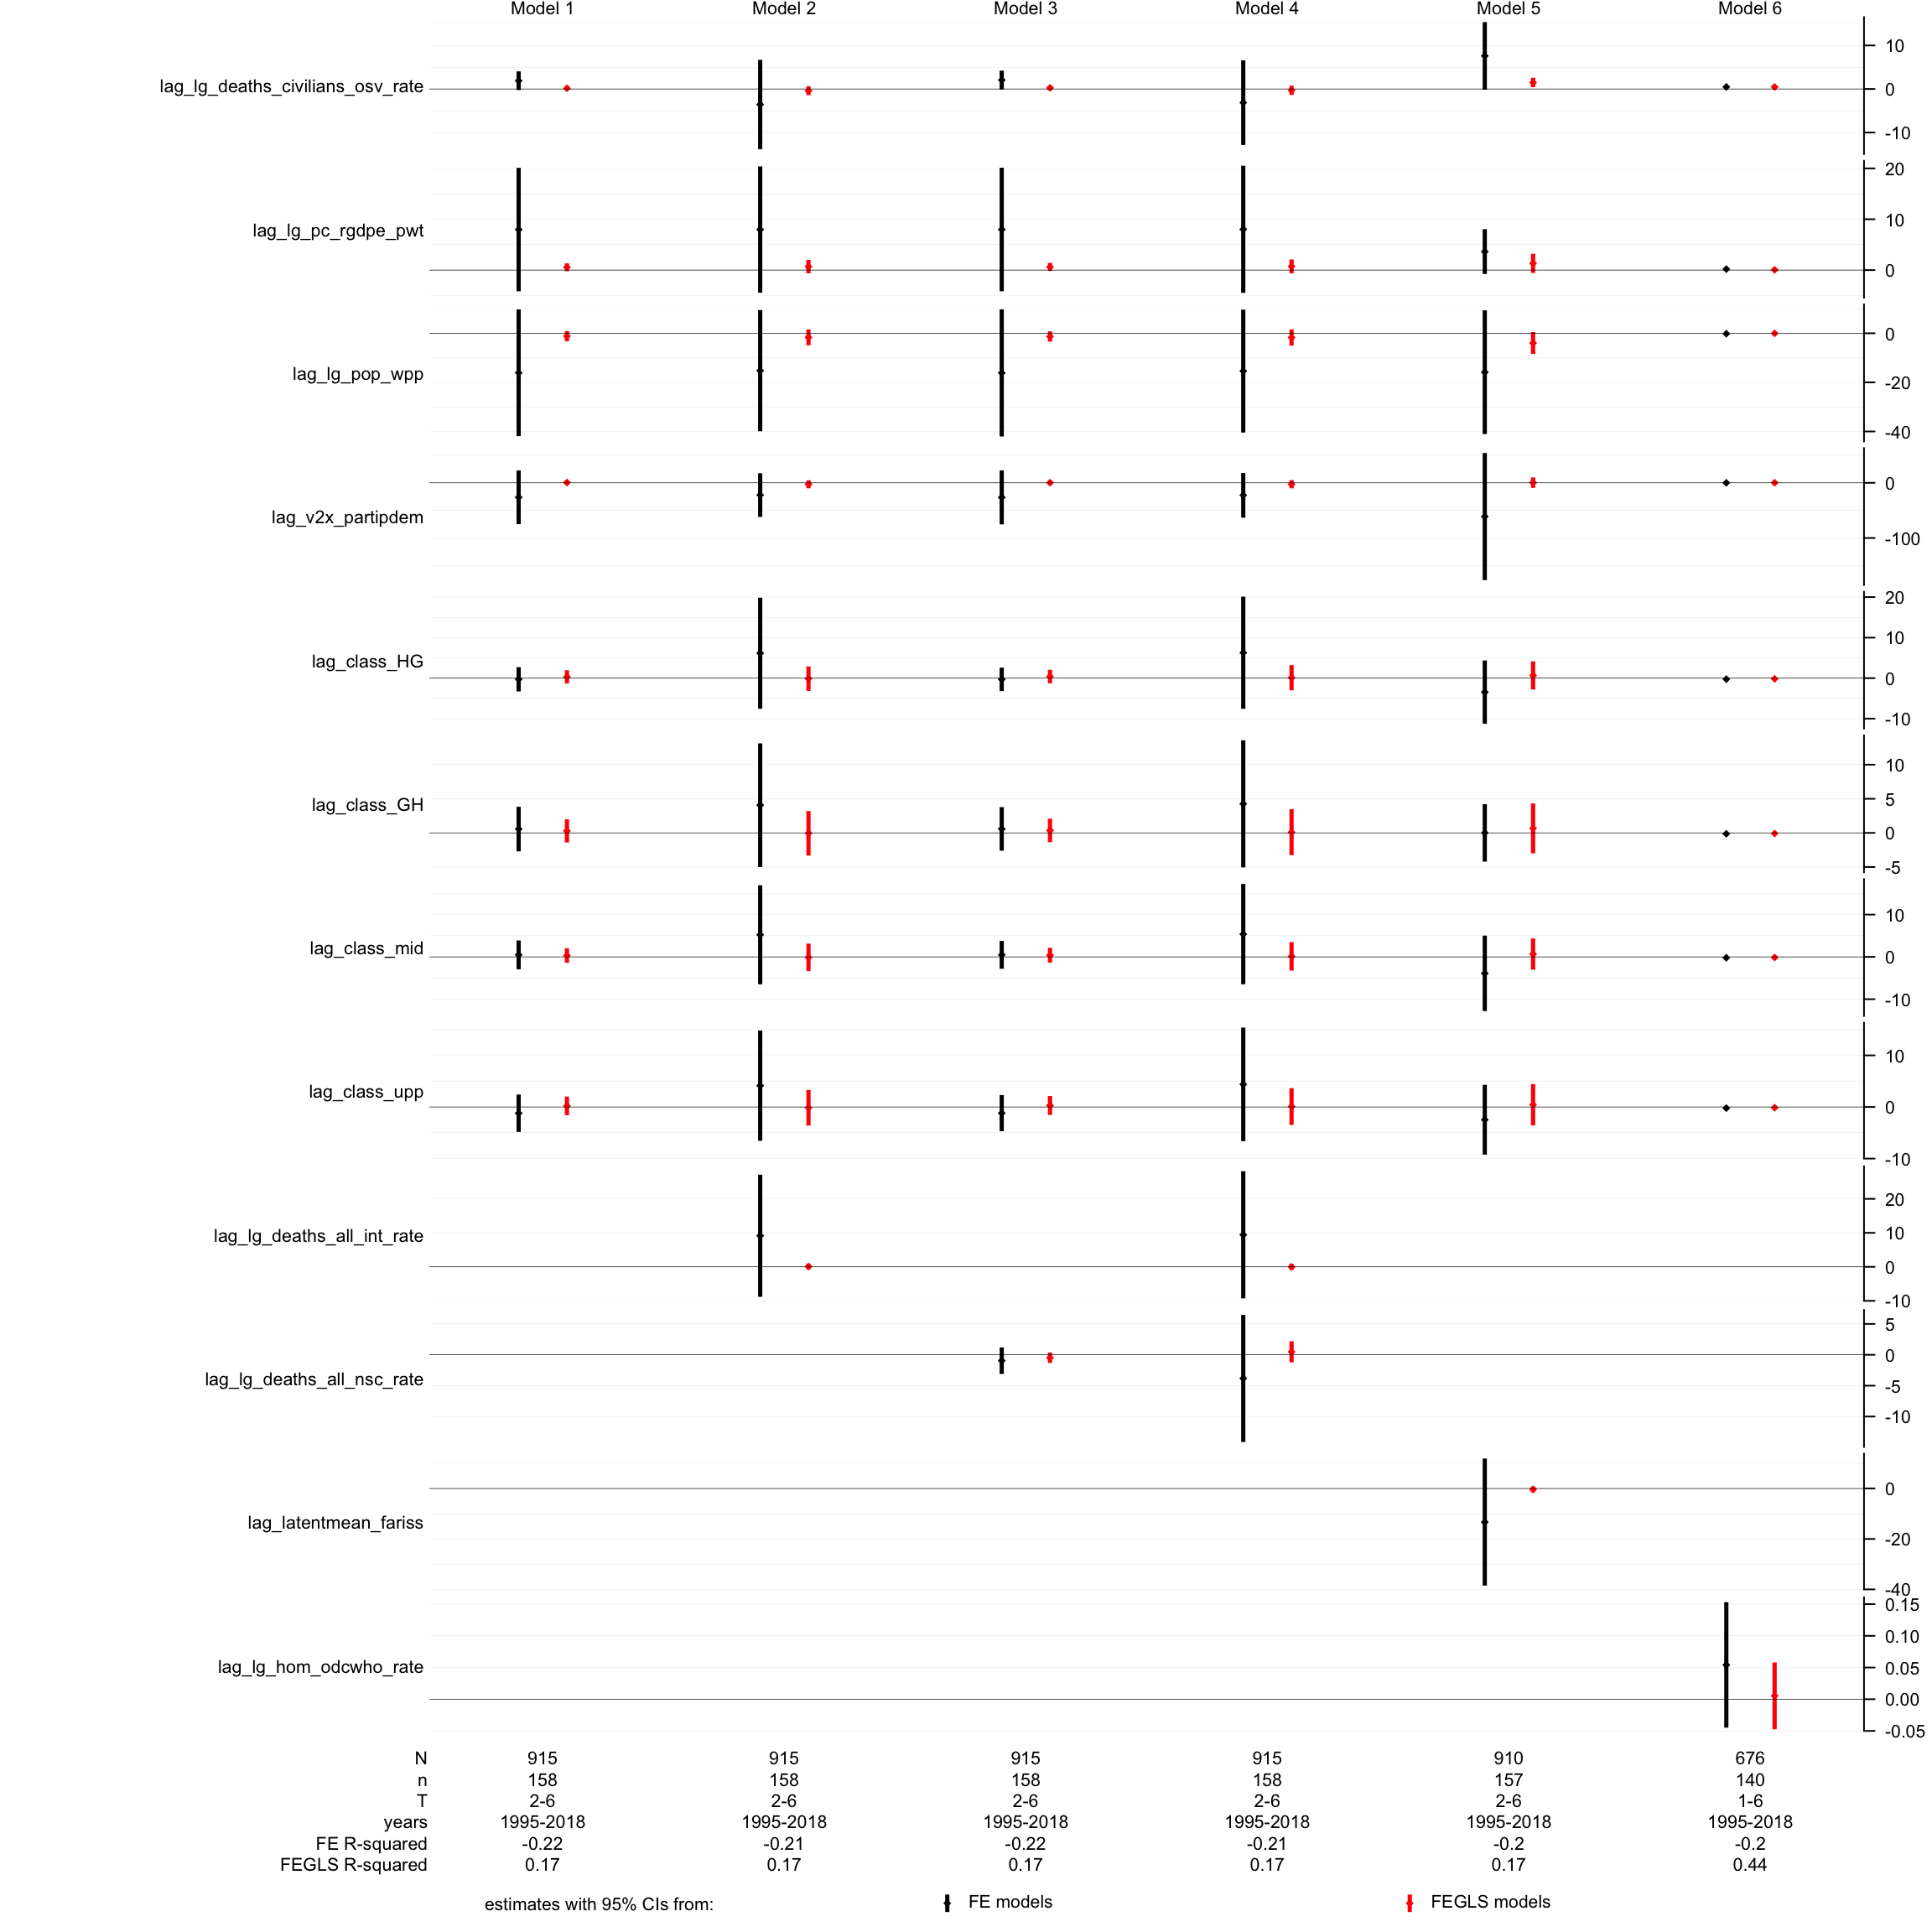 Model 1 Model 2 Model 3 Model 4 Model 5 Model 6
lag_lg_deaths_civilians_osv_rate
10
0
-10
lag_lg_pc_rgdpe_pwt
20
10
0
lag_lg_pop_wpp
0
-20
-40
lag_v2x_partipdem
0
-100
lag_class_HG
20
10
0
-10
lag_class_GH
10
5
0
-5
lag_class_mid
10
0
-10
lag_class_upp
10
0
-10
lag_lg_deaths_all_int_rate
20
10
0
-10
lag_lg_deaths_all_nsc_rate
5
0
-5
-10
lag_latentmean_fariss
0
-20
-40
lag_lg_hom_odcwho_rate
0.15
0.10
0.05
0.00
-0.05
N 915 915 915 915 910 676
n 158 158 158 158 157 140
T 2-6 2-6 2-6 2-6 2-6 1-6
years 1995-2018 1995-2018 1995-2018 1995-2018 1995-2018 1995-2018
FE R-squared -0.22 -0.21 -0.22 -0.21 -0.2 -0.2
FEGLS R-squared 0.17 0.17 0.17 0.17 0.17 0.44
estimates with 95% CIs from: FE models FEGLS models